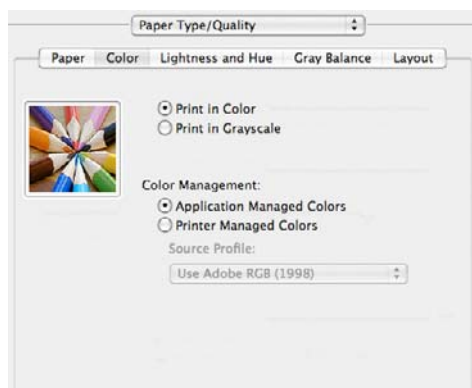 Paper Type/Quality
Paper Color Lightness and Hue Gray Balance Layout
Print in Color
Print in Grayscale
Color Management:
Application Managed Colors
Printer Managed Colors
Source Profile:
Use Adobe RGB (1998)